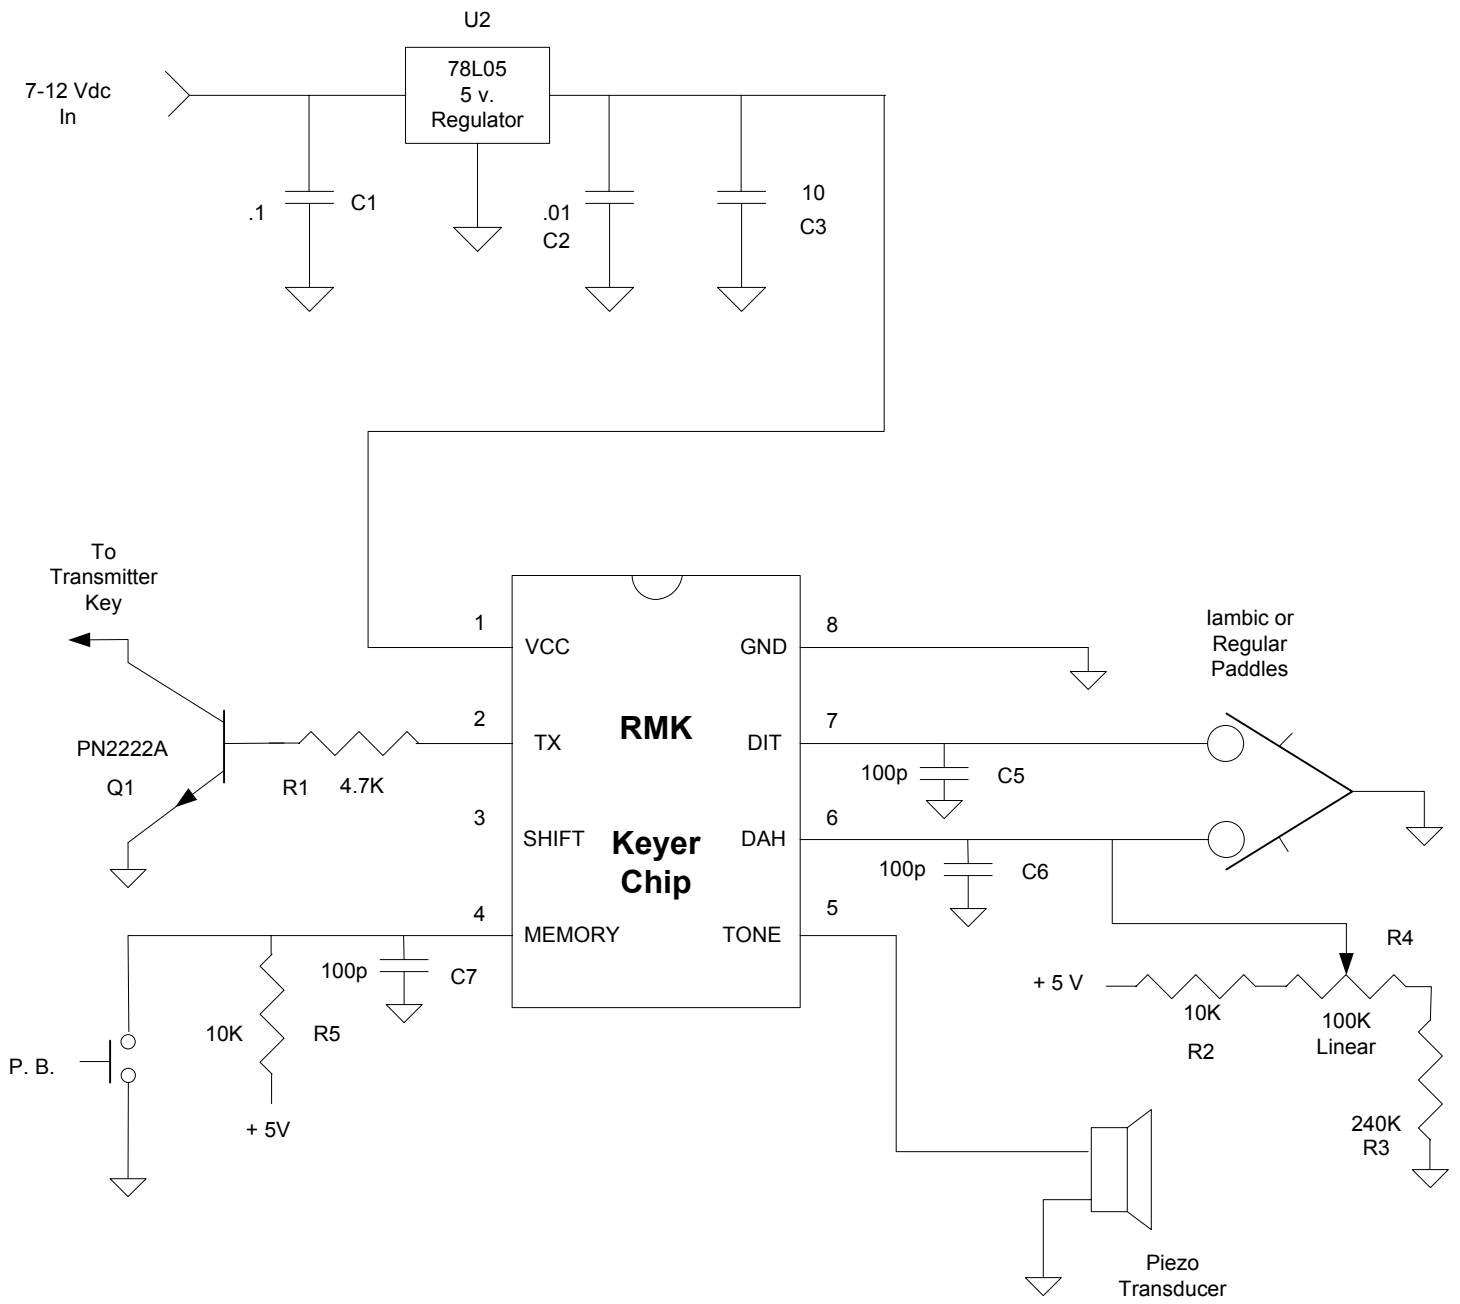 U2
78L05
5 v.
Regulator
7-12 Vdc
In
.1
C1
.01
C2
10
C3
To
Transmitter
Key
PN2222A
Q1
R1
4.7K
1
VCC
2
TX
3
SHIFT
4
MEMORY
RMK
Keyer
Chip
8
GND
7
DIT
6
DAH
5
TONE
Iambic or
Regular
Paddles
100p
C5
100p
C6
100p
C7
10K
R5
+ 5V
P. B.
+ 5 V
10K
R2
R4
100K
Linear
240K
R3
Piezo
Transducer